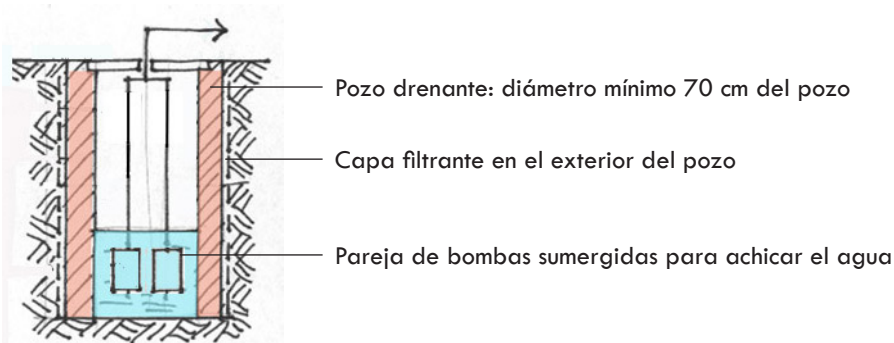 Pozo drenante: diámetro mínimo 70 cm del pozo
Capa filtrante en el exterior del pozo
Pareja de bombas sumergidas para achicar el agua